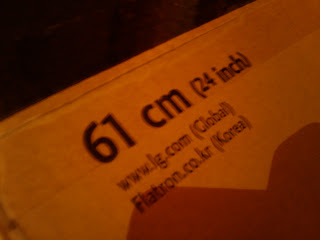 61 cm (24 inch)
www.lg.com (Global)
Flatron.co.kr (Korea)